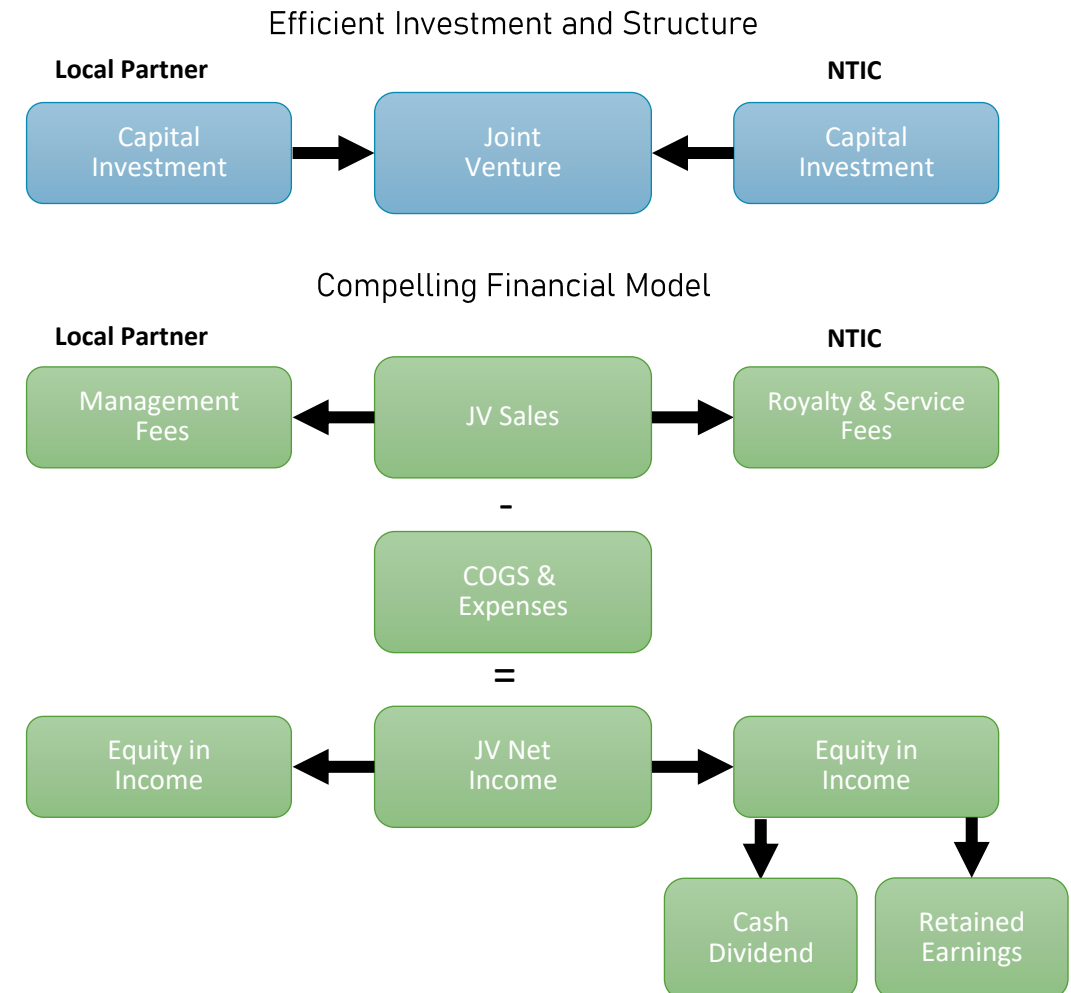 Efficient Investment and Structure
Local Partner
NTIC
Capital
Investment
Joint
Venture
Capital
Investment
Compelling Financial Model
Local Partner
NTIC
Management
Fees
JV Sales
Royalty & Service
Fees
-
COGS &
Expenses
=
Equity in
Income
JV Net
Income
Equity in
Income
Cash
Dividend
Retained
Earnings